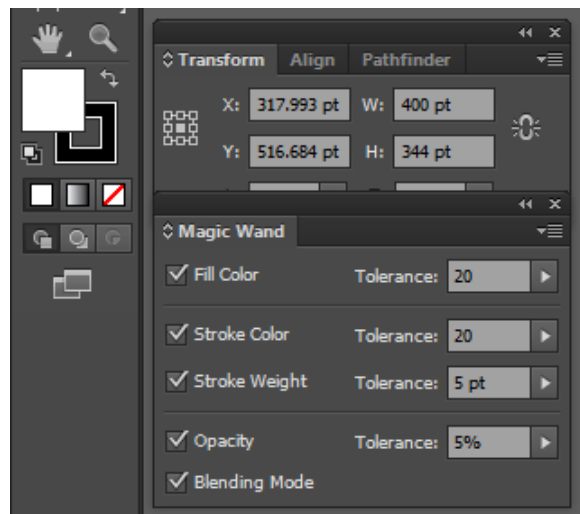 Transform Align Pathfinder
X: 317.993 pt W: 400 pt
Y: 516.684 pt H: 344 pt
Magic Wand
Fill Color Tolerance: 20
Stroke Color Tolerance: 20
Stroke Weight Tolerance: 5 pt
Opacity Tolerance: 5%
Blending Mode